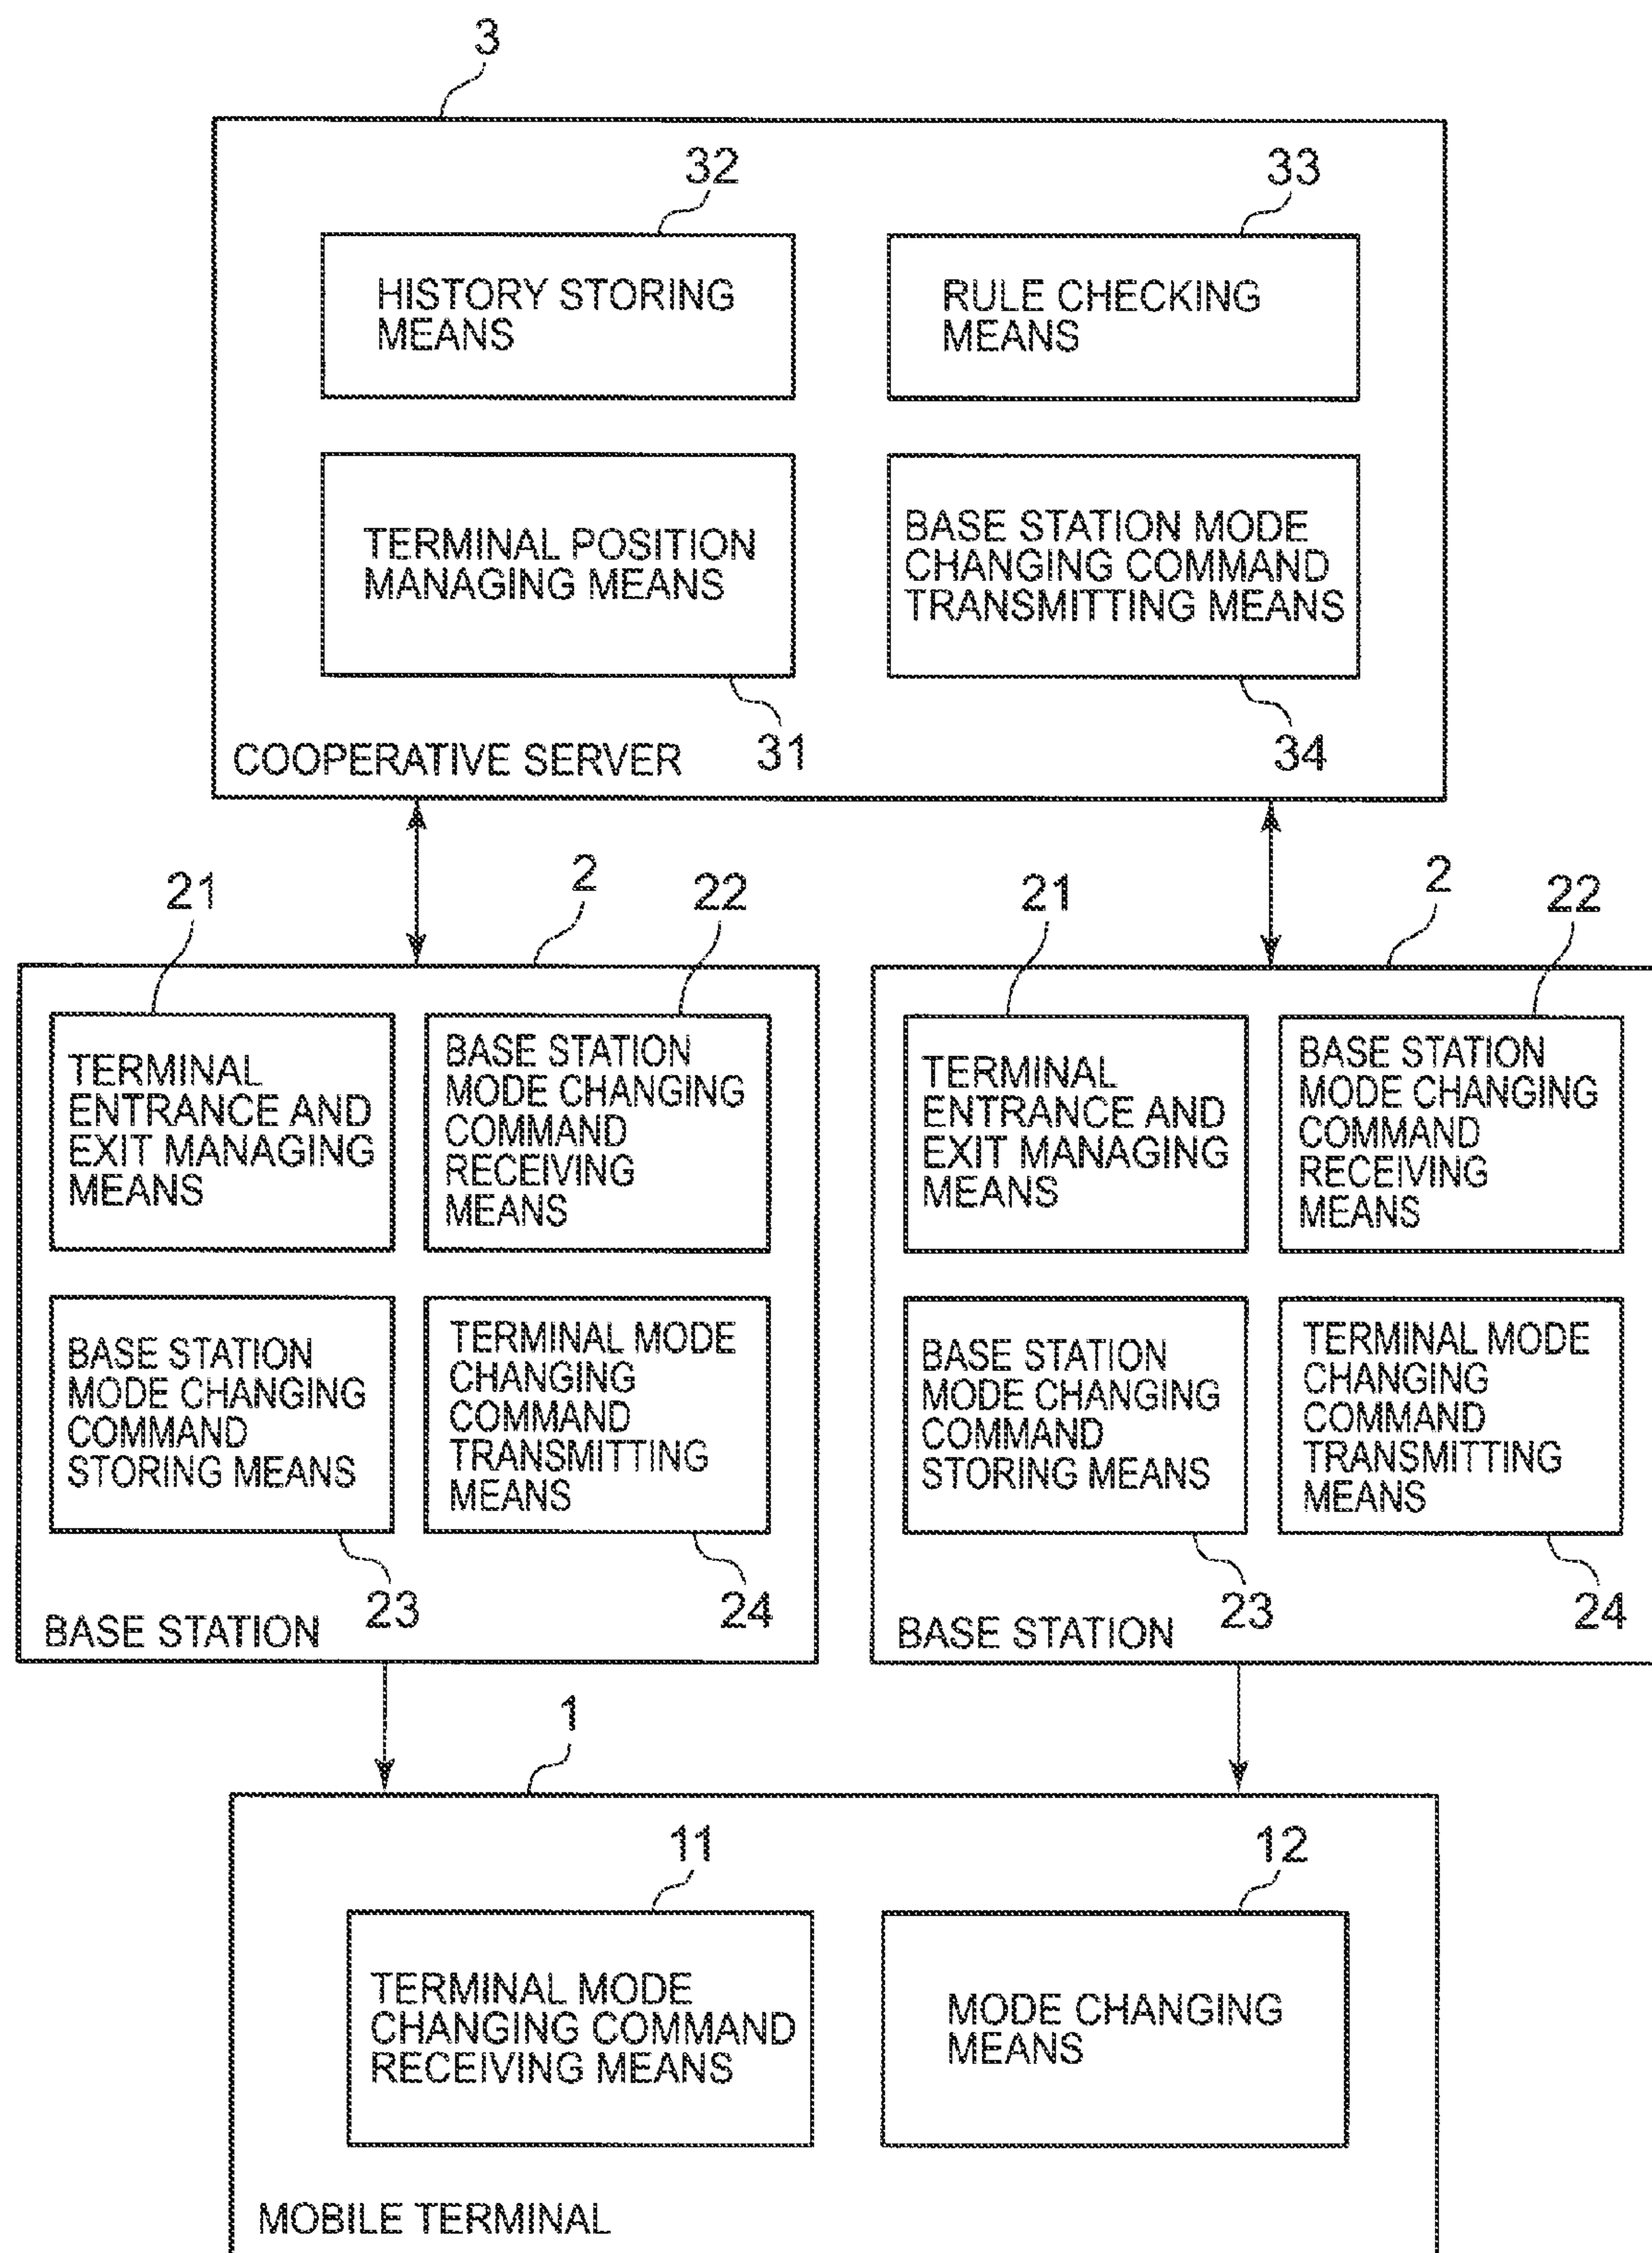 3
32
33
HISTORY STORING
MEANS
RULE CHECKING
MEANS
TERMINAL POSITION
MANAGING MEANS
BASE STATION MODE
CHANGING COMMAND
TRANSMITTING MEANS
31
34
COOPERATIVE SERVER
21
2
22
21
2
22
TERMINAL
ENTRANCE AND
EXIT MANAGING
MEANS
BASE STATION
MODE CHANGING
COMMAND
RECEIVING
MEANS
TERMINAL
ENTRANCE AND
EXIT MANAGING
MEANS
BASE STATION
MODE CHANGING
COMMAND
RECEIVING
MEANS
BASE STATION
MODE CHANGING
COMMAND
STORING MEANS
TERMINAL MODE
CHANGING
COMMAND
TRANSMITTING
MEANS
BASE STATION
MODE CHANGING
COMMAND
STORING MEANS
TERMINAL MODE
CHANGING
COMMAND
TRANSMITTING
MEANS
23
24
BASE STATION
23
24
BASE STATION
1
11
12
TERMINAL MODE
CHANGING COMMAND
RECEIVING MEANS
MODE CHANGING
MEANS
MOBILE TERMINAL